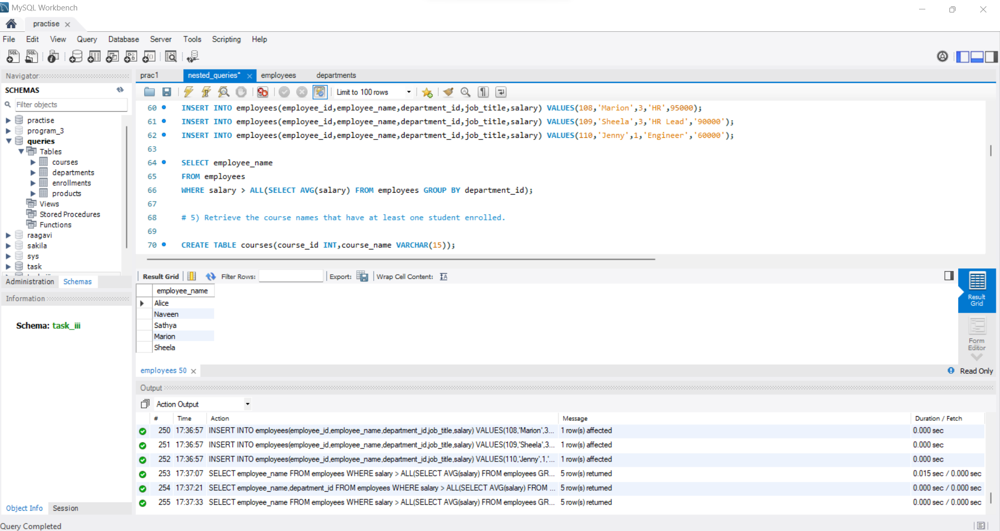 MySQL Workbench
practise
File Edit View Query Database Server Tools Scripting Help
Navigator
SCHEMAS
Filter objects
practise
program_3
queries
Tables
courses
departments
enrollments
products
Views
Stored Procedures
Functions
raagavi
sakila
sys
task
Administration Schemas
Information
Schema: task_iii
Object Info Session
Query Completed
prac1 nested_queries* employees departments
Limit to 100 rows
60 INSERT INTO employees(employee_id,employee_name,department_id,job_title,salary) VALUES(108,'Marion',3,'HR',95000);
61 INSERT INTO employees(employee_id,employee_name,department_id,job_title,salary) VALUES(109,'Sheela',3,'HR Lead','90000');
62 INSERT INTO employees(employee_id,employee_name,department_id,job_title,salary) VALUES(110,'Jenny',1,'Engineer','60000');
63
64 SELECT employee_name
65 FROM employees
66 WHERE salary > ALL(SELECT AVG(salary) FROM employees GROUP BY department_id);
67
68 # 5) Retrieve the course names that have at least one student enrolled.
69
70 CREATE TABLE courses(course_id INT,course_name VARCHAR(15));
Result Grid Filter Rows: Export: Wrap Cell Content:
employee_name
Alice
Naveen
Sathya
Marion
Sheela
Result Grid
Form Editor
employees 50
Read Only
Output
Action Output
# Time Action Message Duration / Fetch
250 17:36:57 INSERT INTO employees(employee_id,employee_name,department_id,job_title,salary) VALUES(108,'Marion',3... 1 row(s) affected 0.000 sec
251 17:36:57 INSERT INTO employees(employee_id,employee_name,department_id,job_title,salary) VALUES(109,'Sheela',3... 1 row(s) affected 0.000 sec
252 17:36:57 INSERT INTO employees(employee_id,employee_name,department_id,job_title,salary) VALUES(110,'Jenny',1,'... 1 row(s) affected 0.000 sec
253 17:37:07 SELECT employee_name FROM employees WHERE salary > ALL(SELECT AVG(salary) FROM employees GR... 5 row(s) returned 0.015 sec / 0.000 sec
254 17:37:21 SELECT employee_name,department_id FROM employees WHERE salary > ALL(SELECT AVG(salary) FROM ... 5 row(s) returned 0.000 sec / 0.000 sec
255 17:37:33 SELECT employee_name FROM employees WHERE salary > ALL(SELECT AVG(salary) FROM employees GR... 5 row(s) returned 0.000 sec / 0.000 sec